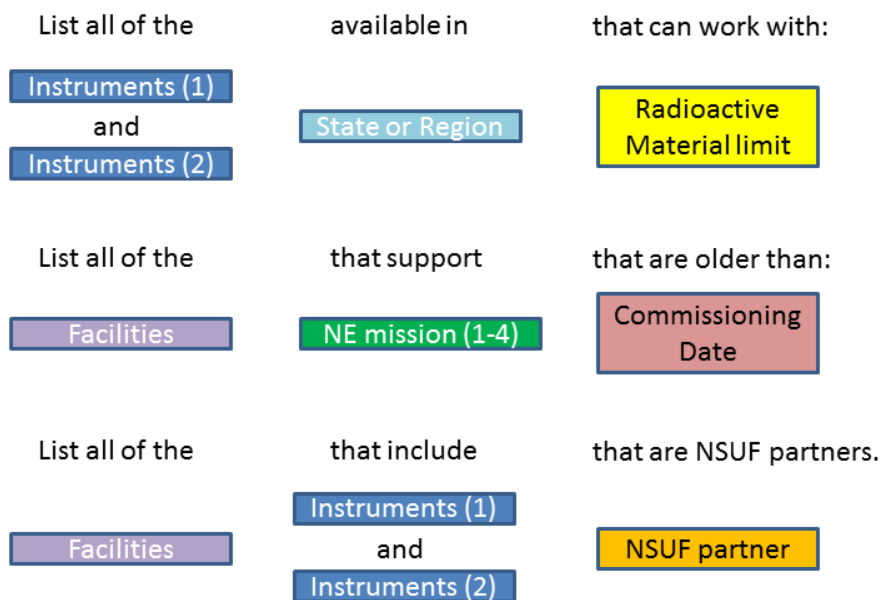 List all of the available in that can work with:
Instruments (1)
and State or Region Radioactive Material limit
Instruments (2)
List all of the that support that are older than:
Facilities NE mission (1-4) Commissioning Date
List all of the that include that are NSUF partners.
Instruments (1)
Facilities and NSUF partner
Instruments (2)